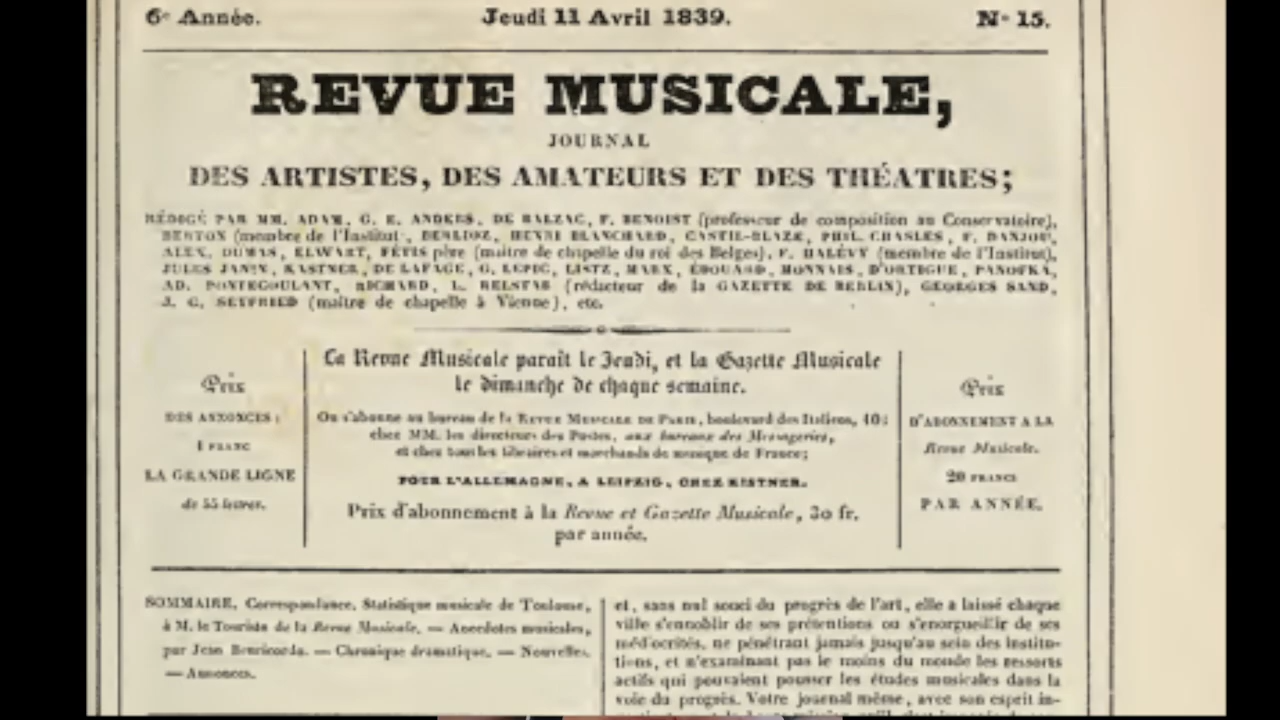 6e Année.
Jeudi 11 Avril 1839.
No 15.
REVUE MUSICALE,
JOURNAL
DES ARTISTES, DES AMATEURS ET DES THÉATRES;
RÉDIGÉ PAR MM. ADAM, G. E. ANDERS, DE BALZAC, F. BENOIST (professeur de composition au Conservatoire),
BERTON (membre de l'Institut), BERLIOZ, HENRI BLANCHARD, CASTIL-BLAZE, PHIL. CHASLES, F. DANJOU,
ALEX. DUMAS, ELWART, FÉTIS père (maître de chapelle du roi des Belges), F. HALÉVY (membre de l'Institut),
JULES JANIN, KASTNER, DE LAFAGE, G. LEPIC, LISTZ, MARX, ÉDOUARD, MONNAIS, D'ORTIGUE, PANOFKA,
AD. PONTECOULANT, RICHARD, L. RELSTAB (rédacteur de la GAZETTE DE BERLIN), GEORGES SAND,
J. G. SEYFRIED (maître de chapelle à Vienne), etc.
Prix
DES ANNONCES:
1 FRANC
LA GRANDE LIGNE
de 55 lettres.
La Revue Musicale paraît le Jeudi, et la Gazette Musicale
le dimanche de chaque semaine.
On s'abonne au bureau de la REVUE MUSICALE DE PARIS, boulevard des Italiens, 10;
chez MM. les directeurs des Postes, aux bureaux des Messageries,
et chez tous les libraires et marchands de musique de France;
POUR L'ALLEMAGNE, A LEIPZIG, CHEZ KISTNER.
Prix d'abonnement à la Revue et Gazette Musicale, 30 fr.
par année.
Prix
D'ABONNEMENT A LA
Revue Musicale.
20 FRANCS
PAR ANNÉE.
SOMMAIRE. Correspondance. Statistique musicale de Toulouse,
à M. le Touriste de la Revue Musicale. — Anecdotes musicales,
par Jean — Chronique dramatique. — Nouvelles.
— Annonces.
et, sans nul souci du progrès de l'art, elle a laissé chaque
ville s'ennoblir de ses prétentions ou s'enorgueillir de ses
médiocrités, ne pénétrant jamais jusqu'au sein des institu-
tions, et n'examinant pas le moins du monde les ressorts
actifs qui pouvaient pousser les études musicales dans la
voie du progrès. Votre journal même, avec son esprit in-